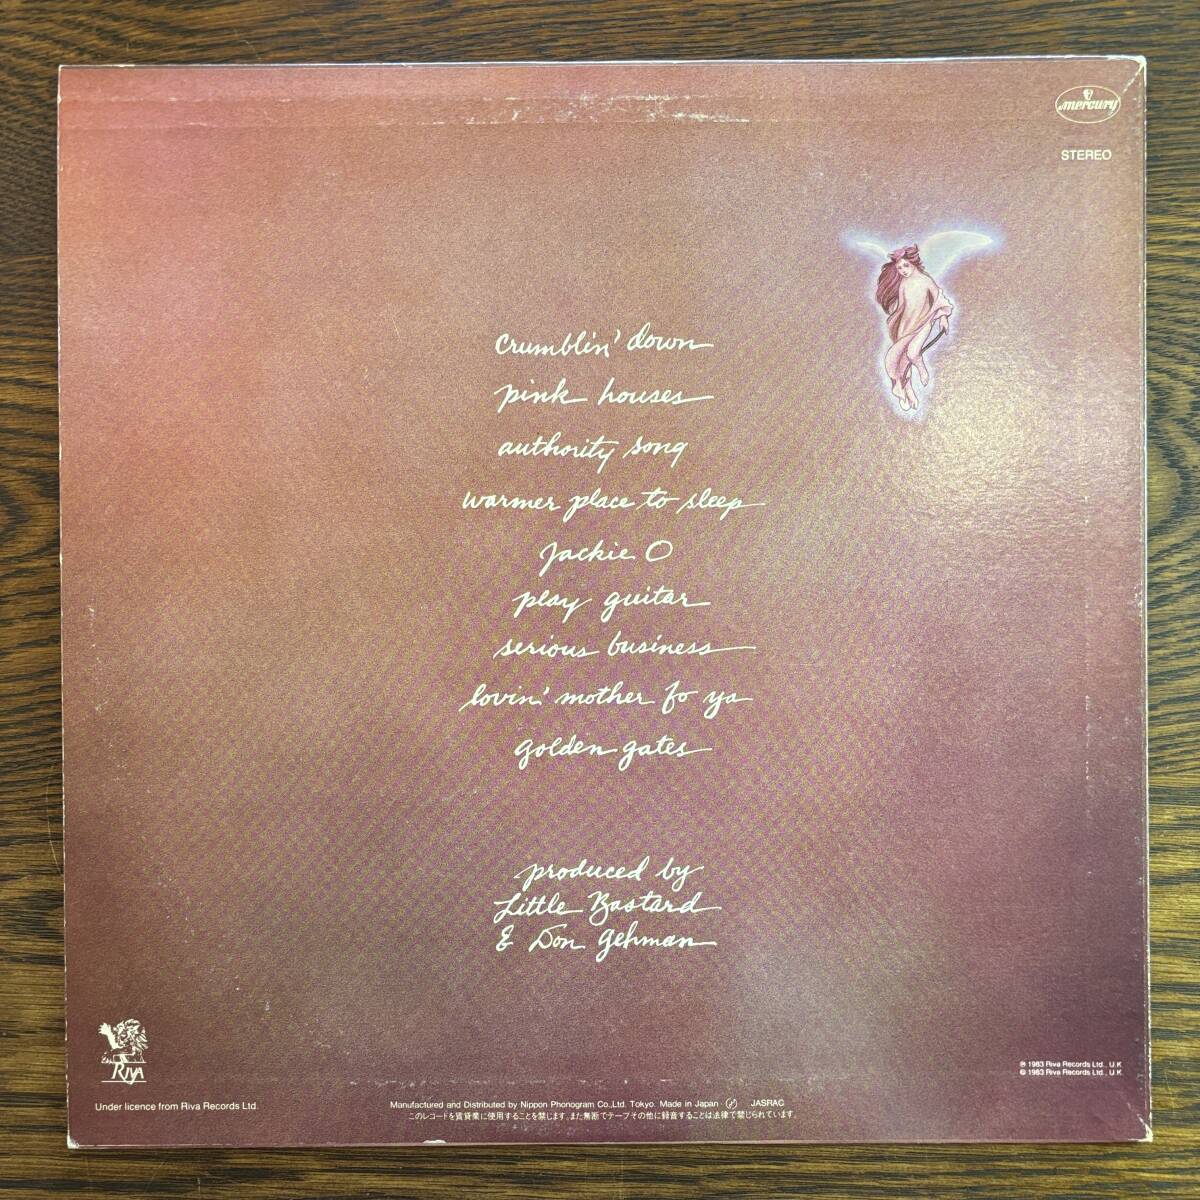 mercury
STEREO
crumblin' down
pink houses
authority song
warmer place to sleep
Jackie O
play guitar
serious business
lovin' mother fo ya
golden gates
produced by
Little Bastard
& Don Gehman
RIVA
Under licence from Riva Records Ltd.
Manufactured and Distributed by Nippon Phonogram Co.,Ltd. Tokyo. Made in Japan · JASRAC
このレコードを賃貸業に使用することを禁じます。また無断でテープその他に録音することは法律で禁じられています。
℗ 1983 Riva Records Ltd., U.K.
© 1983 Riva Records Ltd., U.K.